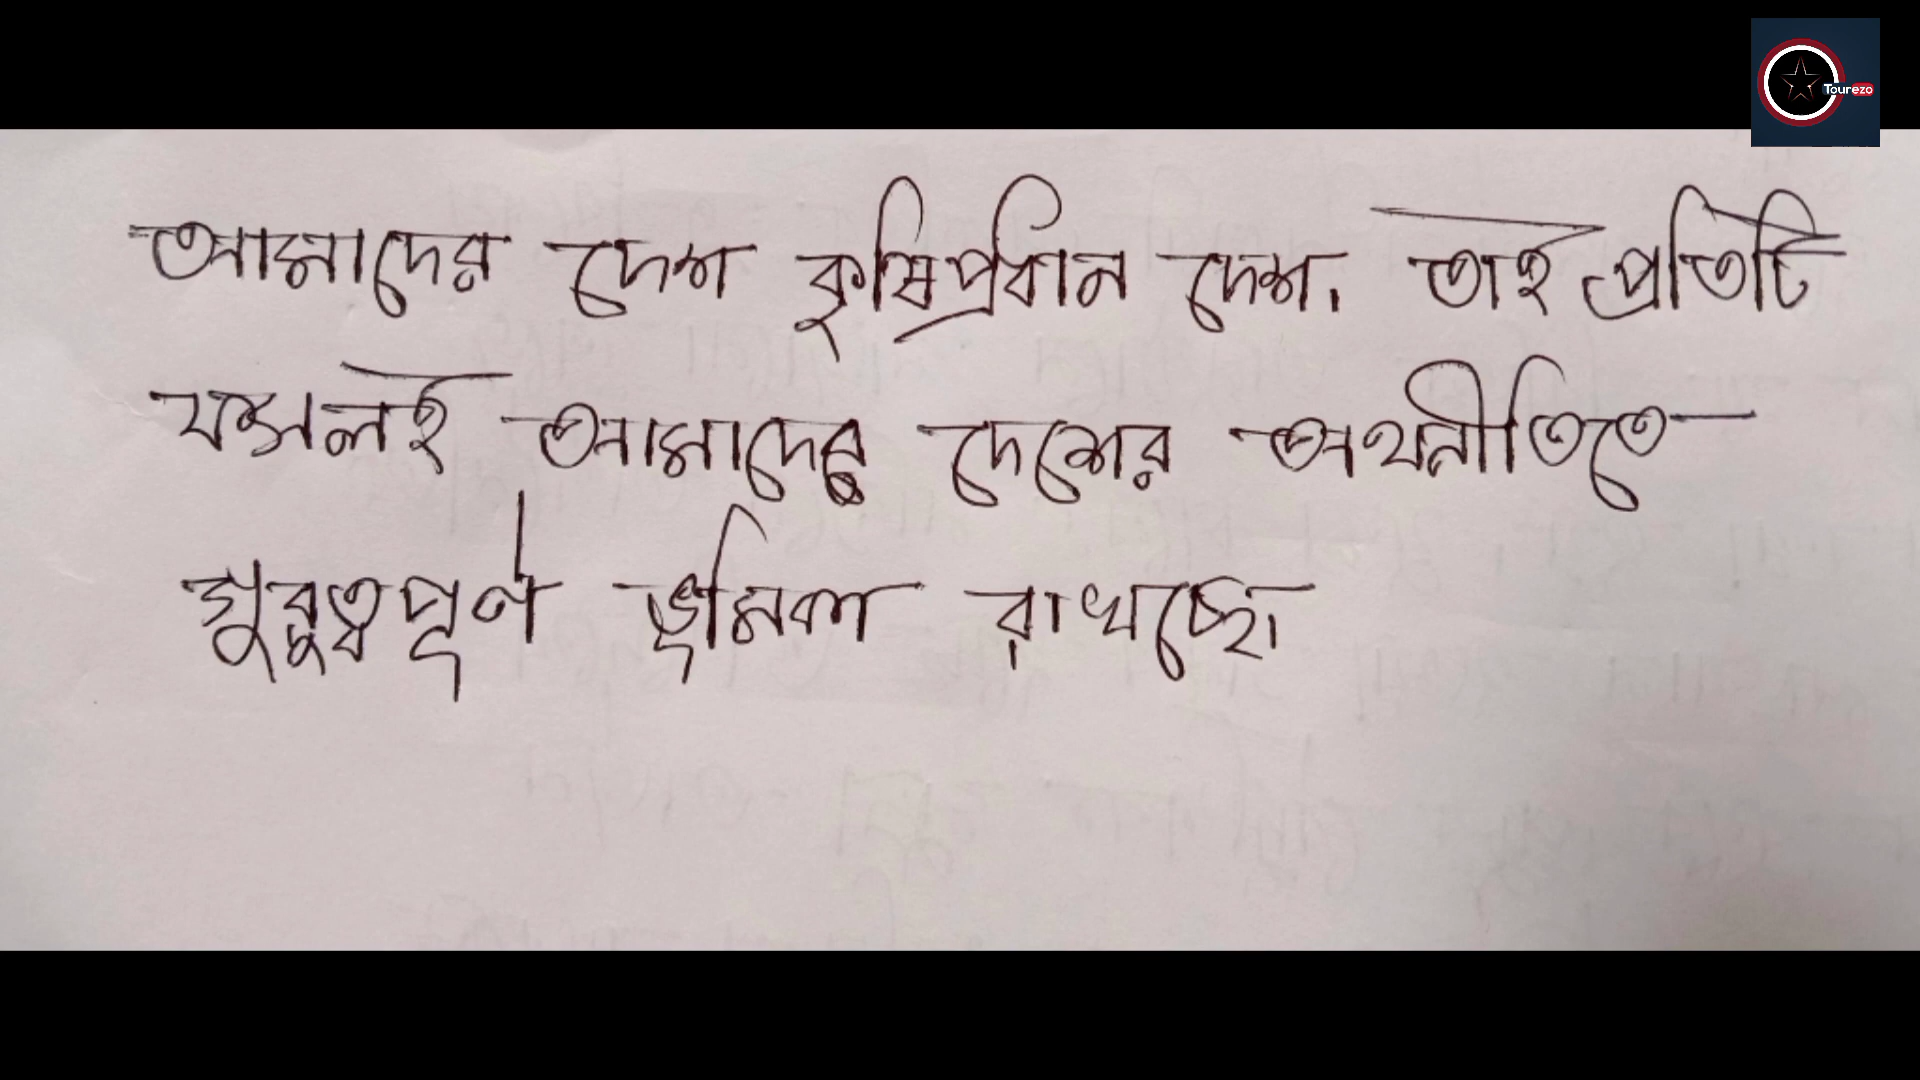 Tourezo
আমাদের দেশ কৃষিপ্রধান দেশ। তাই প্রতিটি
ফসলই আমাদের দেশের অর্থনীতিতে
গুরুত্বপূর্ণ ভূমিকা রাখছে।